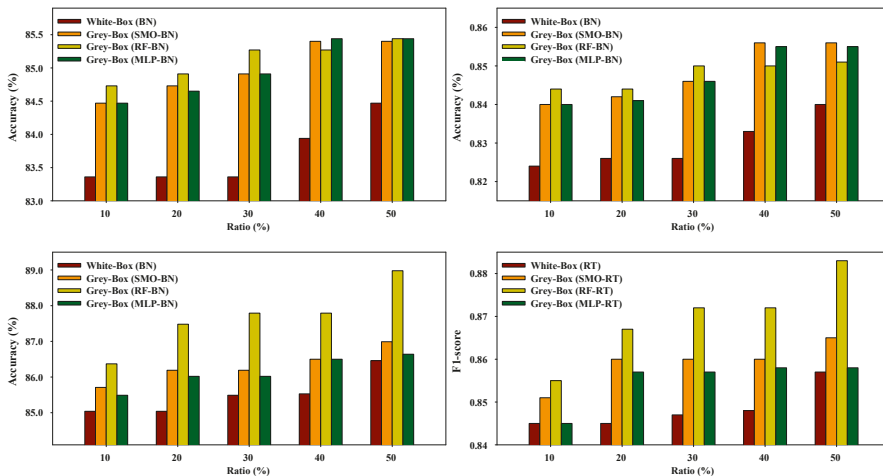 White-Box (BN)
Grey-Box (SMO-BN)
Grey-Box (RF-BN)
Grey-Box (MLP-BN)
85.5
85.0
84.5
84.0
83.5
83.0
Accuracy (%)
10 20 30 40 50
Ratio (%)
White-Box (BN)
Grey-Box (SMO-BN)
Grey-Box (RF-BN)
Grey-Box (MLP-BN)
0.86
0.85
0.84
0.83
0.82
Accuracy (%)
10 20 30 40 50
Ratio (%)
White-Box (BN)
Grey-Box (SMO-BN)
Grey-Box (RF-BN)
Grey-Box (MLP-BN)
89.0
88.0
87.0
86.0
85.0
Accuracy (%)
10 20 30 40 50
Ratio (%)
White-Box (RT)
Grey-Box (SMO-RT)
Grey-Box (RF-RT)
Grey-Box (MLP-RT)
0.88
0.87
0.86
0.85
0.84
F1-score
10 20 30 40 50
Ratio (%)